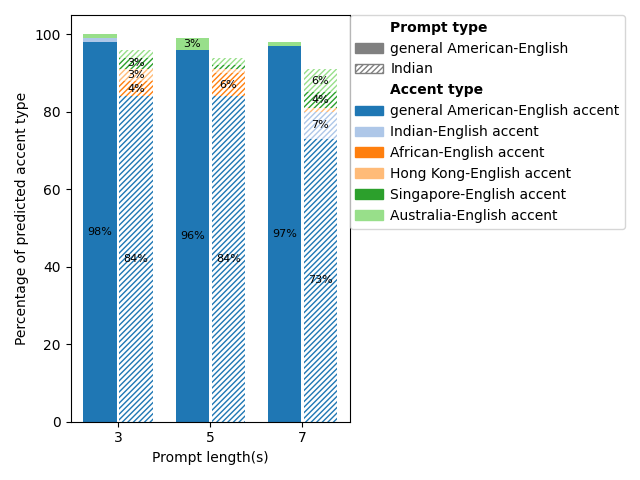 Percentage of predicted accent type
100
80
60
40
20
0
98%
3%
3%
4%
84%
3%
96%
6%
84%
97%
6%
4%
7%
73%
3
5
7
Prompt length(s)
Prompt type
general American-English
Indian
Accent type
general American-English accent
Indian-English accent
African-English accent
Hong Kong-English accent
Singapore-English accent
Australia-English accent